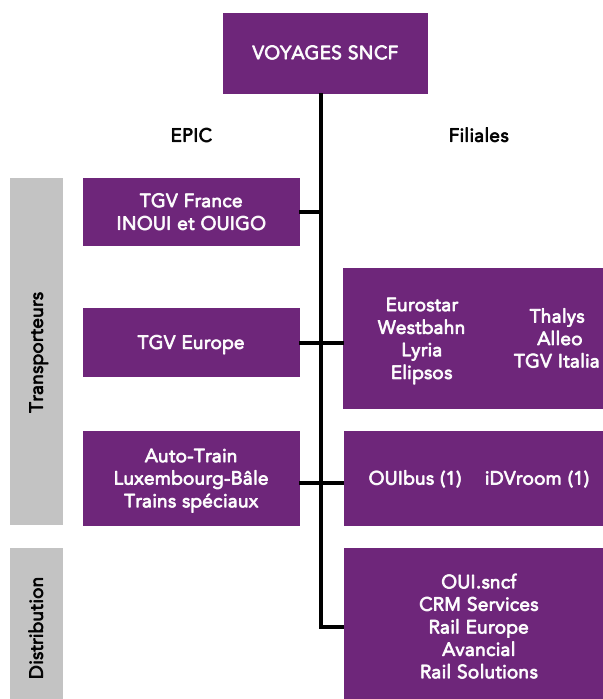 VOYAGES SNCF
EPIC
Filiales
Transporteurs
TGV France
INOUI et OUIGO
TGV Europe
Eurostar
Westbahn
Lyria
Elipsos
Thalys
Alleo
TGV Italia
Auto-Train
Luxembourg-Bâle
Trains spéciaux
OUIbus (1) iDVroom (1)
Distribution
OUI.sncf
CRM Services
Rail Europe
Avancial
Rail Solutions